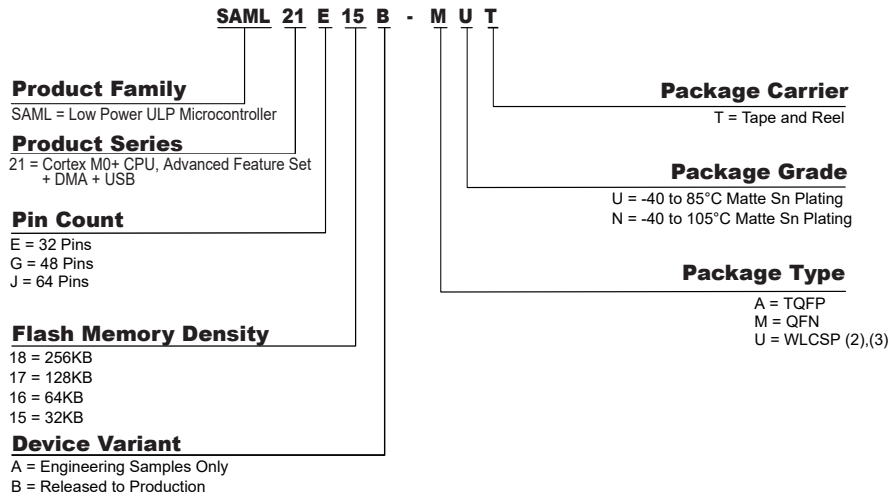 SAML 21 E 15 B - M U T
Product Family
SAML = Low Power ULP Microcontroller
Product Series
21 = Cortex M0+ CPU, Advanced Feature Set
+ DMA + USB
Pin Count
E = 32 Pins
G = 48 Pins
J = 64 Pins
Flash Memory Density
18 = 256KB
17 = 128KB
16 = 64KB
15 = 32KB
Device Variant
A = Engineering Samples Only
B = Released to Production
Package Carrier
T = Tape and Reel
Package Grade
U = -40 to 85°C Matte Sn Plating
N = -40 to 105°C Matte Sn Plating
Package Type
A = TQFP
M = QFN
U = WLCSP (2),(3)